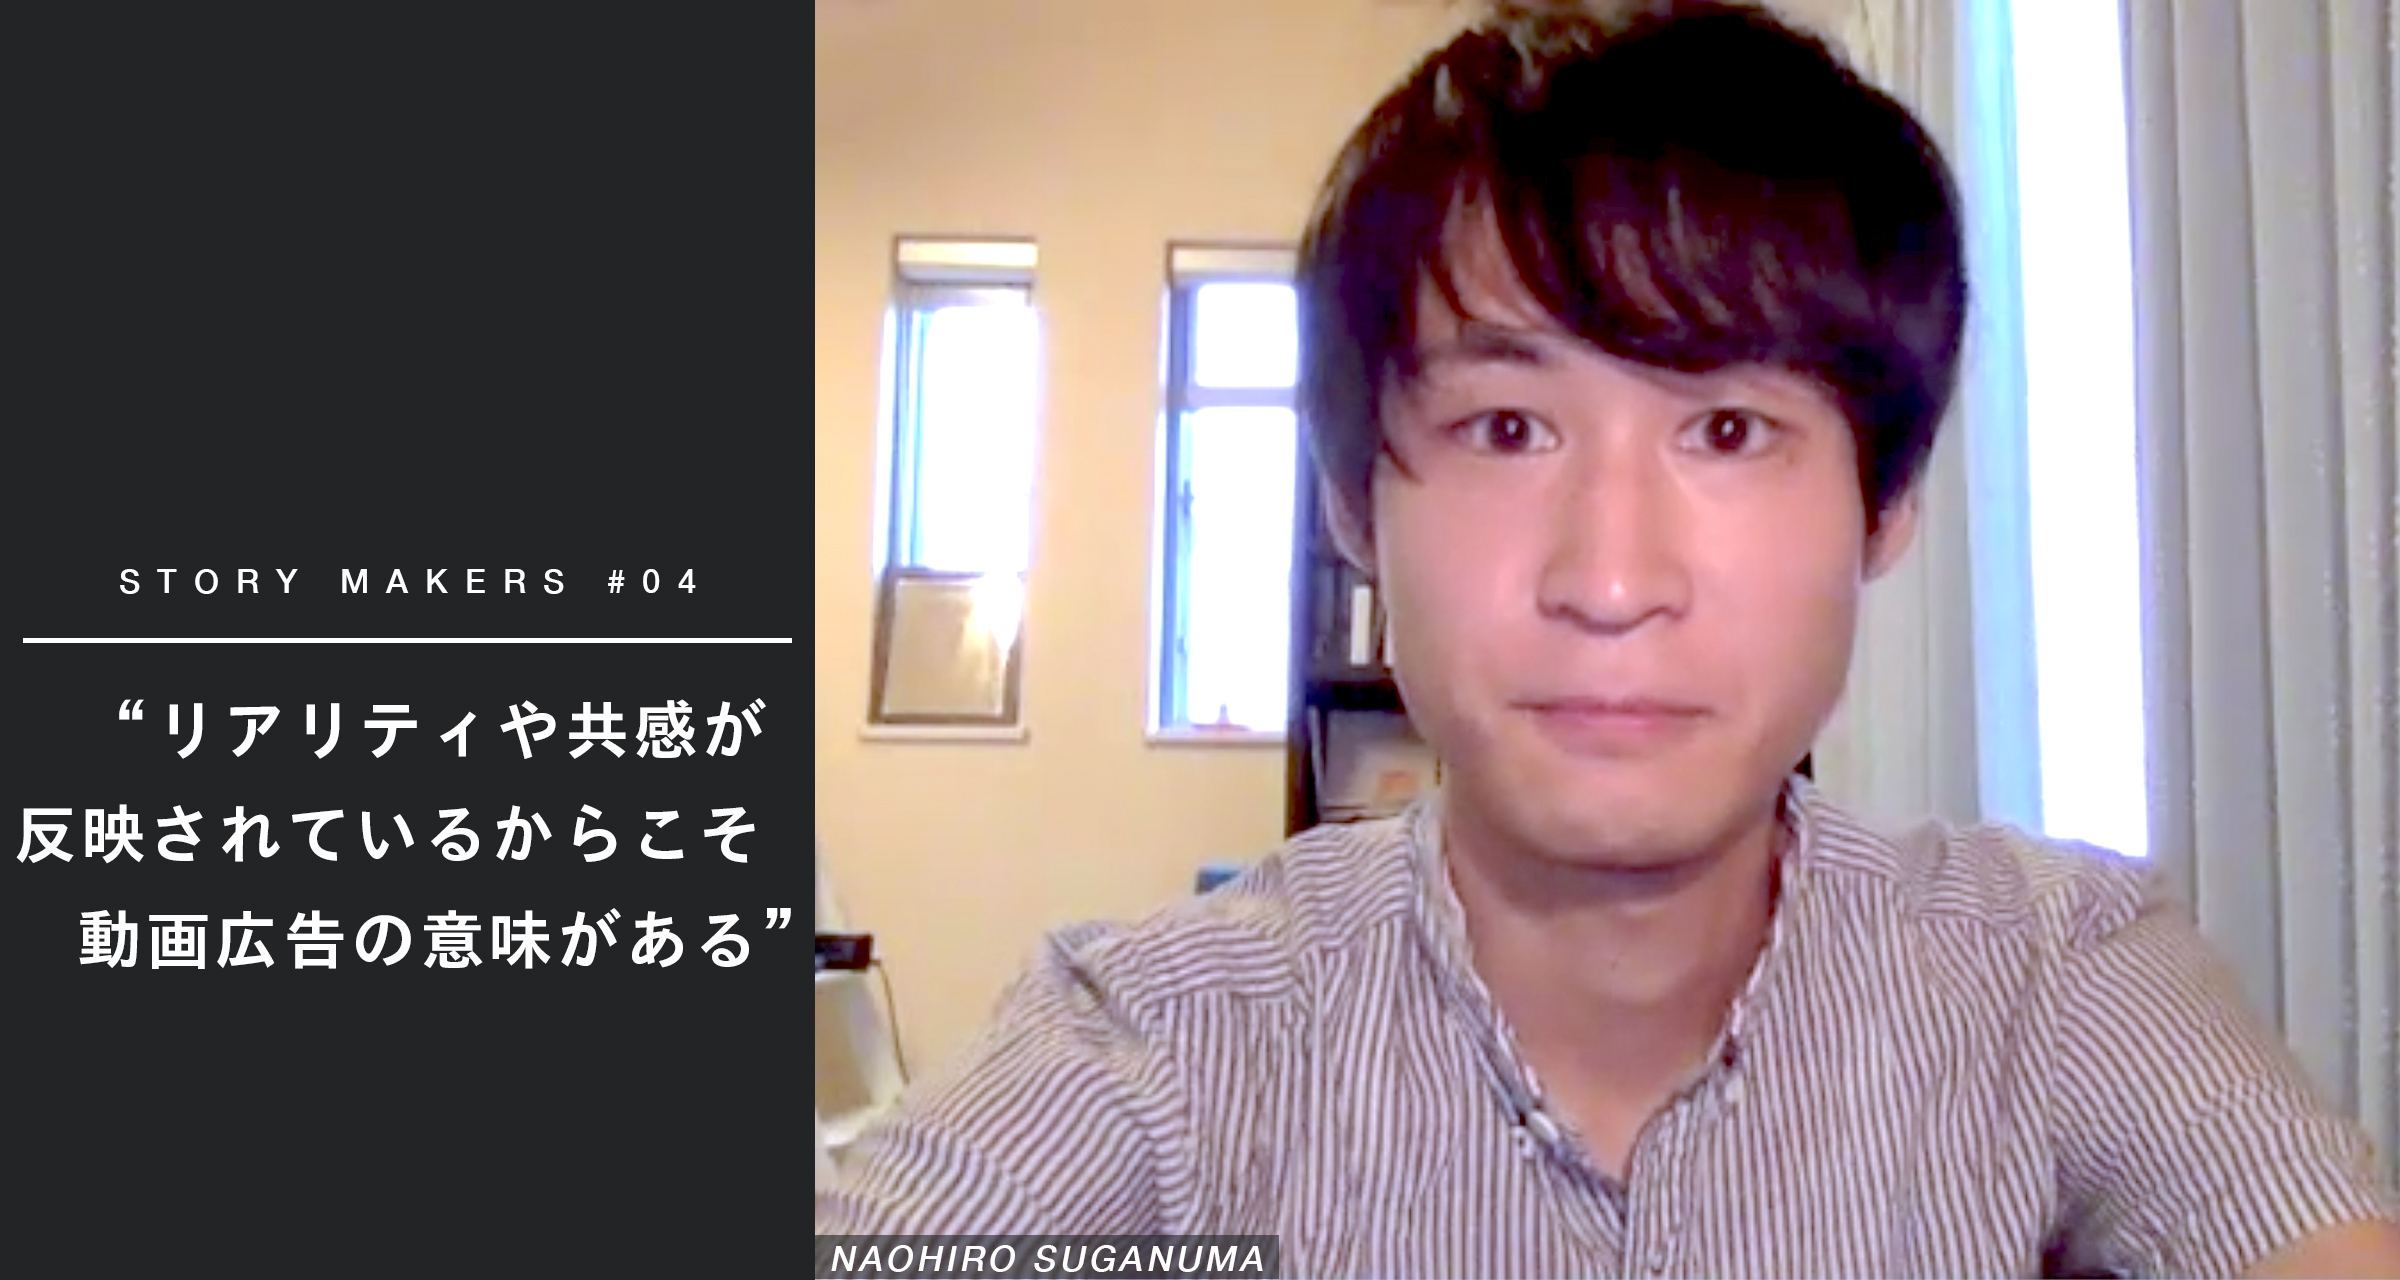 STORY MAKERS #04
“リアリティや共感が
反映されているからこそ
動画広告の意味がある”
NAOHIRO SUGANUMA